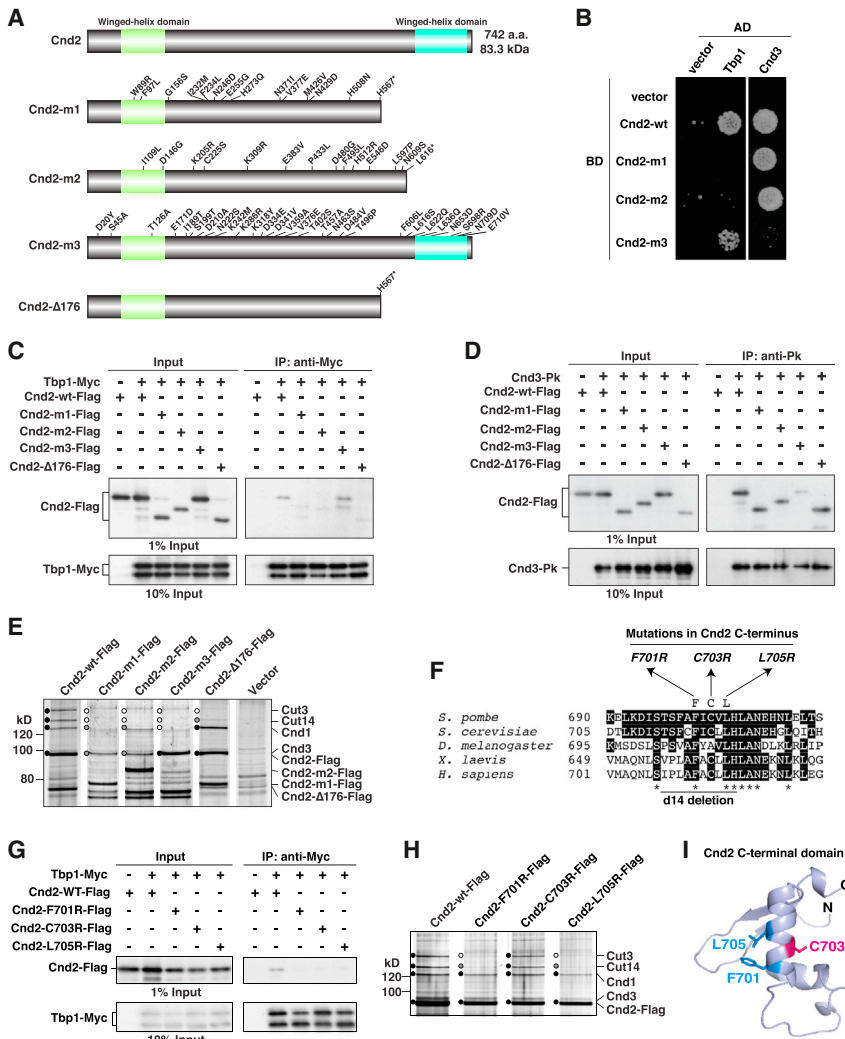 A
Winged-helix domain
Winged-helix domain
Cnd2
742 a.a.
83.3 kDa
W89R
F97L
G156S
I232M
F234L
N246D
E255G
H273Q
N371I
V377E
M426V
N429D
H508N
H567*
Cnd2-m1
I109L
D146G
K205R
C225S
K309R
E383V
P433L
D480G
F495L
H512R
E546D
L597P
N609S
L616*
Cnd2-m2
D20Y
S45A
T126A
E171D
I189T
S199T
D210A
N222S
K242M
K286R
K318Y
D334E
D341V
V359A
V376E
T402S
T457A
N463S
D484V
T496P
F606L
L616S
L622Q
L636Q
N653D
S698R
N709D
E710V
Cnd2-m3
H567*
Cnd2-Δ176
B
AD
vector
Tbp1
Cnd3
BD
vector
Cnd2-wt
Cnd2-m1
Cnd2-m2
Cnd2-m3
C
Input
IP: anti-Myc
Tbp1-Myc - + + + + + - + + + + +
Cnd2-wt-Flag + + - - - - + + - - - -
Cnd2-m1-Flag - - + - - - - - + - - -
Cnd2-m2-Flag - - - + - - - - - + - -
Cnd2-m3-Flag - - - - + - - - - - + -
Cnd2-Δ176-Flag - - - - - + - - - - - +
Cnd2-Flag
1% Input
Tbp1-Myc
10% Input
D
Input
IP: anti-Pk
Cnd3-Pk - + + + + + - + + + + +
Cnd2-wt-Flag + + - - - - + + - - - -
Cnd2-m1-Flag - - + - - - - - + - - -
Cnd2-m2-Flag - - - + - - - - - + - -
Cnd2-m3-Flag - - - - + - - - - - + -
Cnd2-Δ176-Flag - - - - - + - - - - - +
Cnd2-Flag
1% Input
Cnd3-Pk
10% Input
E
Cnd2-wt-Flag
Cnd2-m1-Flag
Cnd2-m2-Flag
Cnd2-m3-Flag
Cnd2-Δ176-Flag
Vector
kD
120
100
80
Cut3
Cut14
Cnd1
Cnd3
Cnd2-Flag
Cnd2-m2-Flag
Cnd2-m1-Flag
Cnd2-Δ176-Flag
F
Mutations in Cnd2 C-terminus
F701R C703R L705R
F C L
S. pombe 690 KELKDISTSFAFICVLHLANEHNLELTS
S. cerevisiae 705 DTLKDISTSFCFICLLHLANEHGLQITH
D. melanogaster 695 KMSDSLSPSVAFYAVLHLANDLKLRLIP
X. laevis 649 VMAQNLSVPLAFACLLHLANEKNLKLQG
H. sapiens 701 VMAQNLSIPLAFACLLHLANEKNLKLEG
* * * * * * * *
d14 deletion
G
Input
IP: anti-Myc
Tbp1-Myc - + + + + - + + + +
Cnd2-WT-Flag + + - - - + + - - -
Cnd2-F701R-Flag - - + - - - - + - -
Cnd2-C703R-Flag - - - + - - - - + -
Cnd2-L705R-Flag - - - - + - - - - +
Cnd2-Flag
1% Input
Tbp1-Myc
10% Input
H
Cnd2-wt-Flag
Cnd2-F701R-Flag
Cnd2-C703R-Flag
Cnd2-L705R-Flag
kD
120
100
Cut3
Cut14
Cnd1
Cnd3
Cnd2-Flag
I
Cnd2 C-terminal domain
C
N
L705
C703
F701